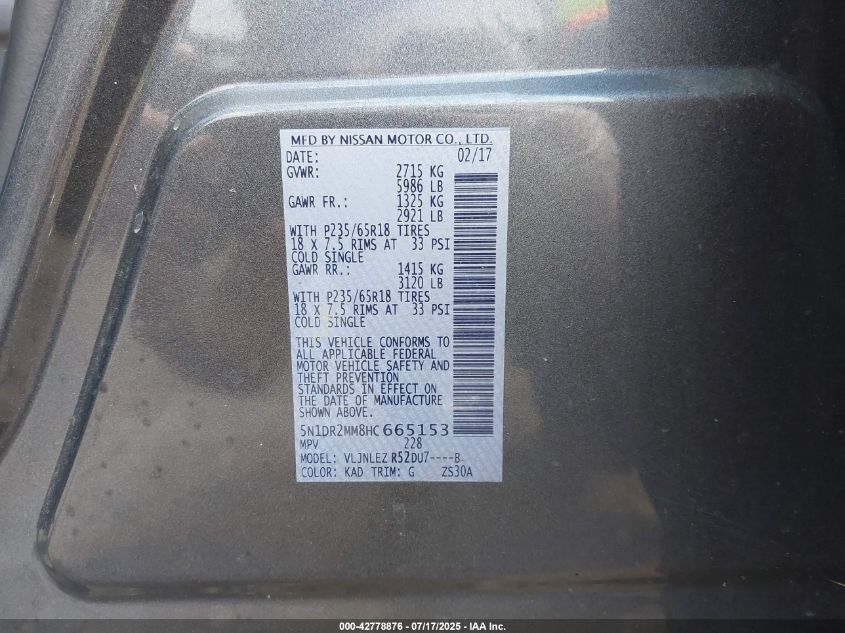 MFD BY NISSAN MOTOR CO., LTD.
DATE: 02/17
GVWR: 2715 KG
5986 LB
GAWR FR.: 1325 KG
2921 LB
WITH P235/65R18 TIRES
18 X 7.5 RIMS AT 33 PSI
COLD SINGLE
GAWR RR.: 1415 KG
3120 LB
WITH P235/65R18 TIRES
18 X 7.5 RIMS AT 33 PSI
COLD SINGLE
THIS VEHICLE CONFORMS TO
ALL APPLICABLE FEDERAL
MOTOR VEHICLE SAFETY AND
THEFT PREVENTION
STANDARDS IN EFFECT ON
THE DATE OF MANUFACTURE
SHOWN ABOVE.
5N1DR2MM8HC665153
MPV 228
MODEL: VLJNLEZ R52DU7----B
COLOR: KAD TRIM: G ZS30A
000-42778876 - 07/17/2025 - IAA Inc.